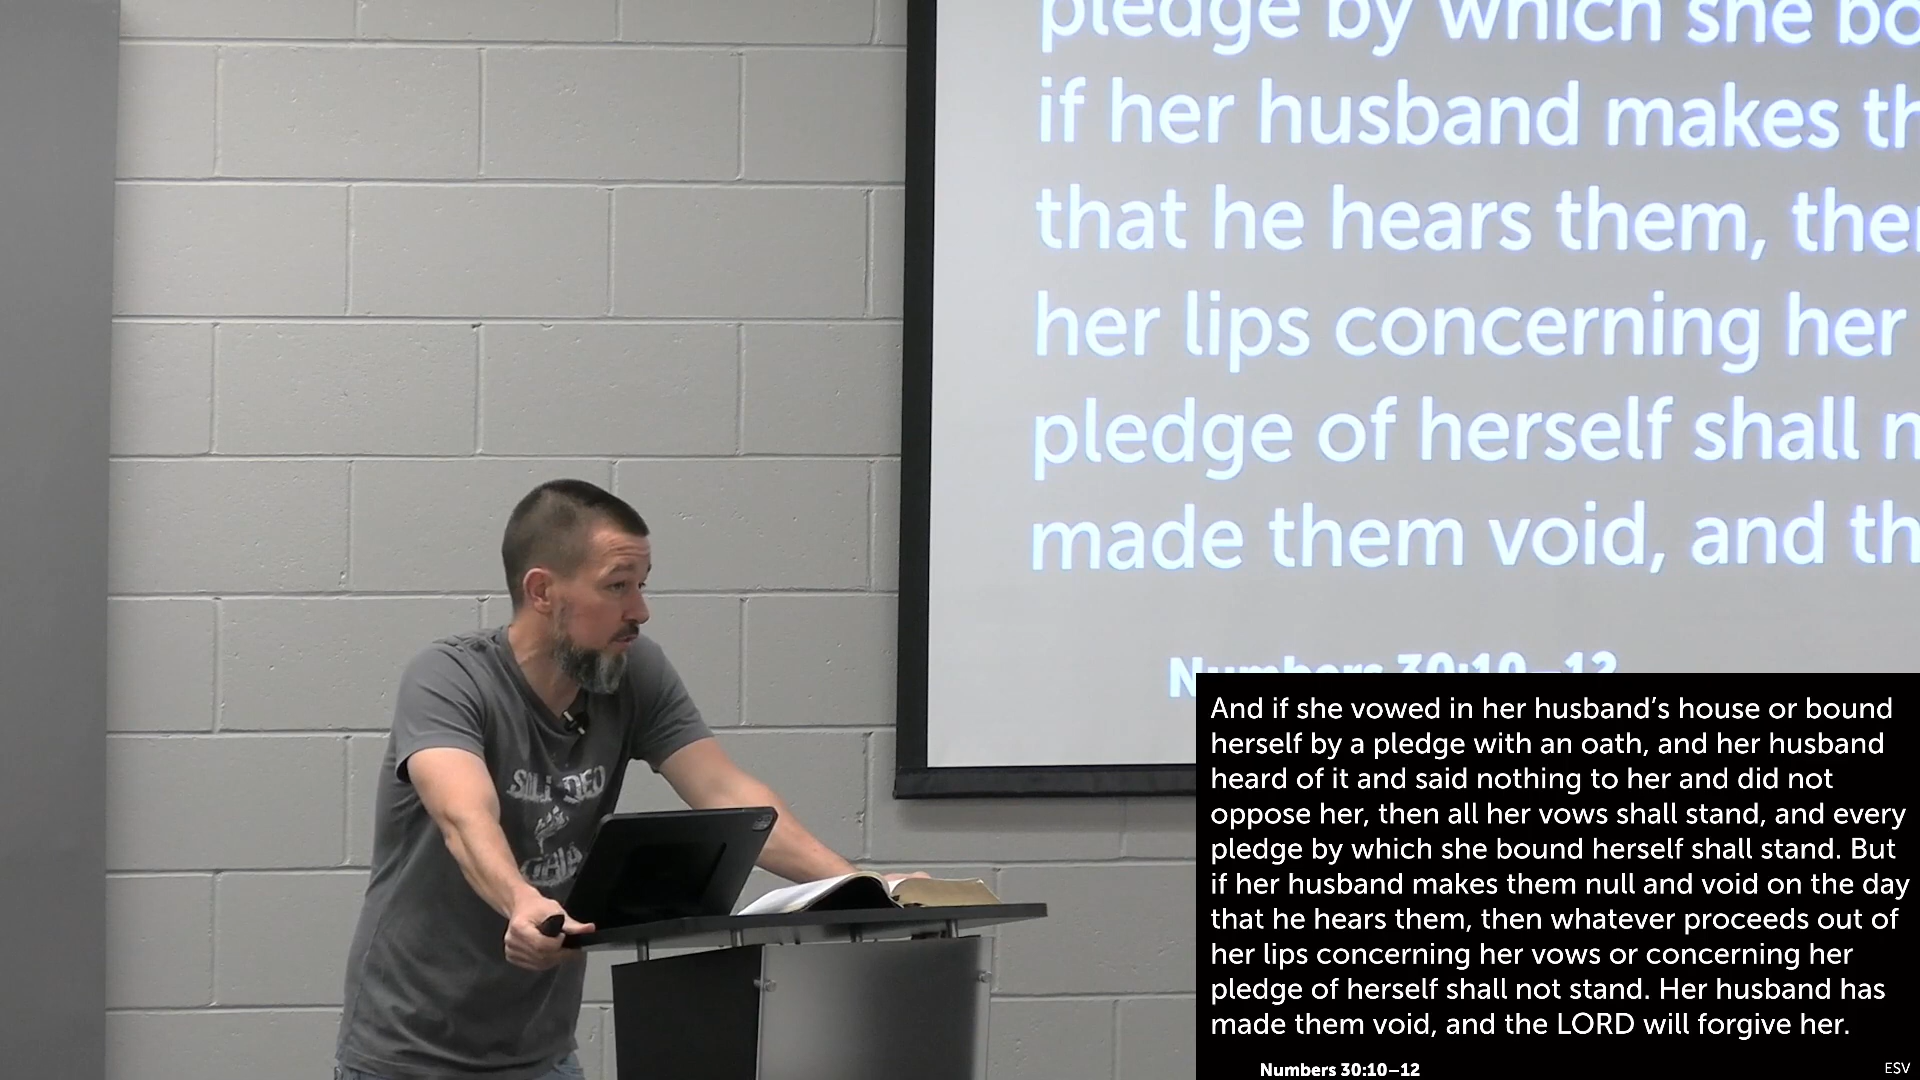 pledge by which she bo
if her husband makes th
that he hears them, the
her lips concerning her
pledge of herself shall n
made them void, and th
Numbers 30:10–12
SOLI DEO
And if she vowed in her husband’s house or bound
herself by a pledge with an oath, and her husband
heard of it and said nothing to her and did not
oppose her, then all her vows shall stand, and every
pledge by which she bound herself shall stand. But
if her husband makes them null and void on the day
that he hears them, then whatever proceeds out of
her lips concerning her vows or concerning her
pledge of herself shall not stand. Her husband has
made them void, and the LORD will forgive her.
Numbers 30:10–12
ESV